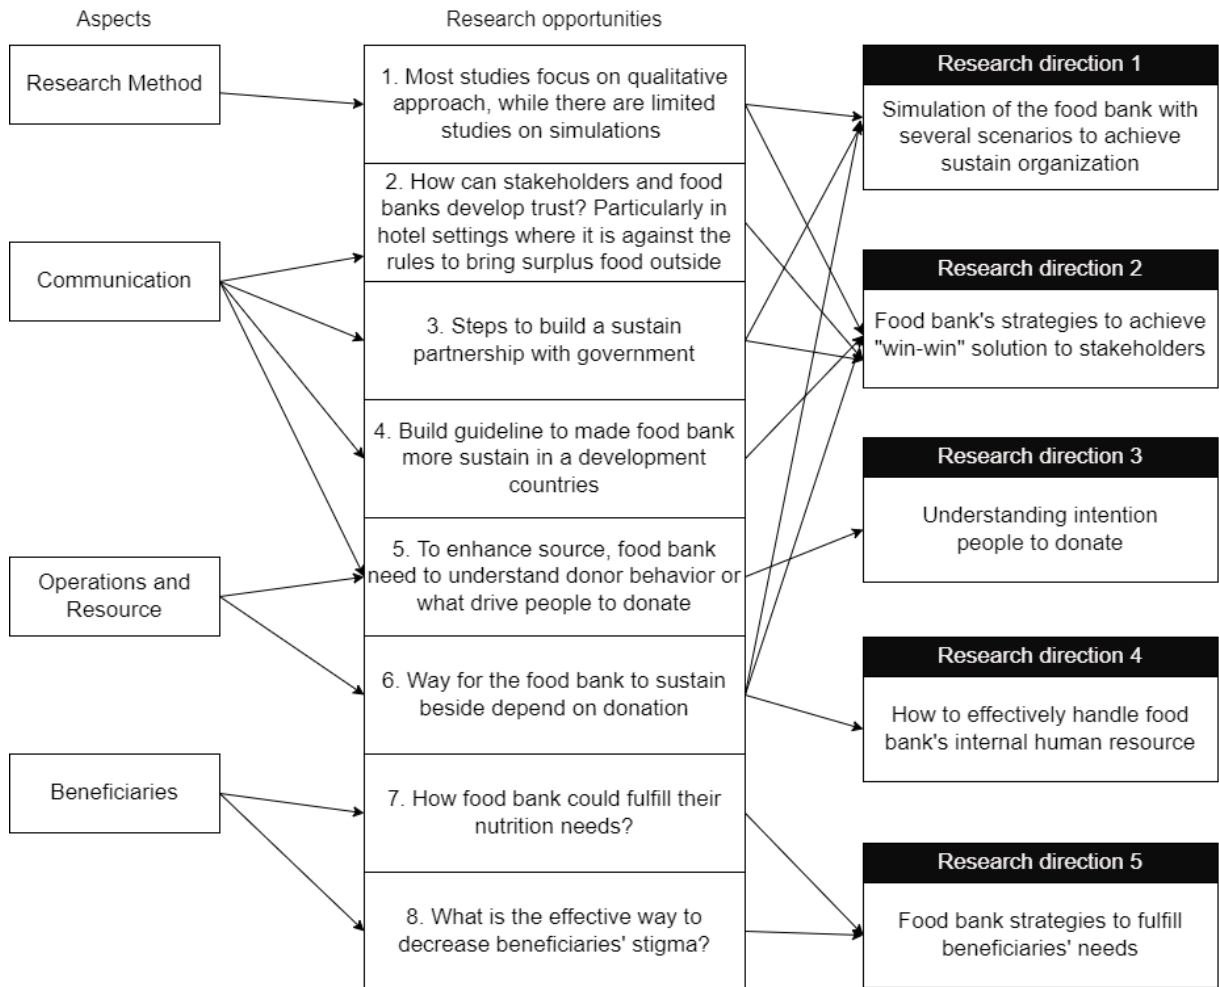 Aspects
Research opportunities
Research Method
Communication
Operations and
Resource
Beneficiaries
1. Most studies focus on qualitative
approach, while there are limited
studies on simulations
2. How can stakeholders and food
banks develop trust? Particularly in
hotel settings where it is against the
rules to bring surplus food outside
3. Steps to build a sustain
partnership with government
4. Build guideline to made food bank
more sustain in a development
countries
5. To enhance source, food bank
need to understand donor behavior or
what drive people to donate
6. Way for the food bank to sustain
beside depend on donation
7. How food bank could fulfill their
nutrition needs?
8. What is the effective way to
decrease beneficiaries' stigma?
Research direction 1
Simulation of the food bank with
several scenarios to achieve
sustain organization
Research direction 2
Food bank's strategies to achieve
"win-win" solution to stakeholders
Research direction 3
Understanding intention
people to donate
Research direction 4
How to effectively handle food
bank's internal human resource
Research direction 5
Food bank strategies to fulfill
beneficiaries' needs